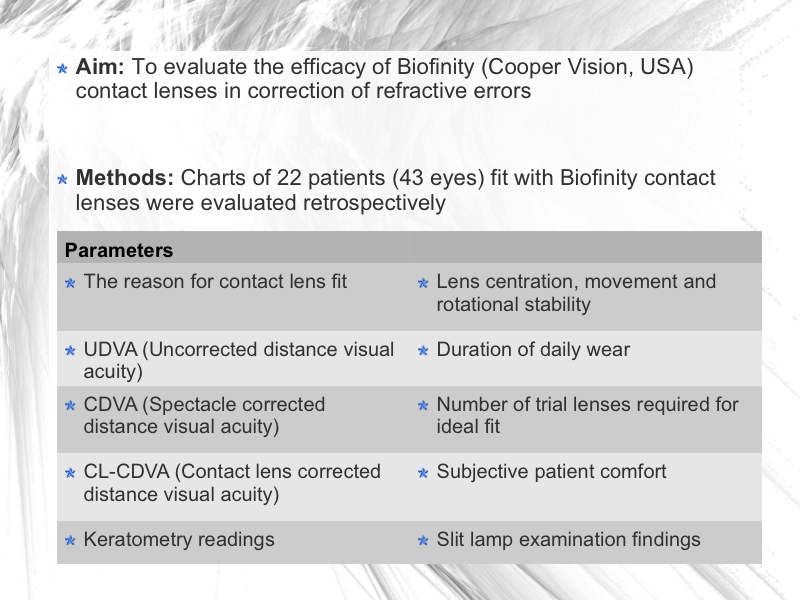 Aim: To evaluate the efficacy of Biofinity (Cooper Vision, USA)
contact lenses in correction of refractive errors
Methods: Charts of 22 patients (43 eyes) fit with Biofinity contact
lenses were evaluated retrospectively
Parameters
The reason for contact lens fit
Lens centration, movement and
rotational stability
UDVA (Uncorrected distance visual
acuity)
Duration of daily wear
CDVA (Spectacle corrected
distance visual acuity)
Number of trial lenses required for
ideal fit
CL-CDVA (Contact lens corrected
distance visual acuity)
Subjective patient comfort
Keratometry readings
Slit lamp examination findings